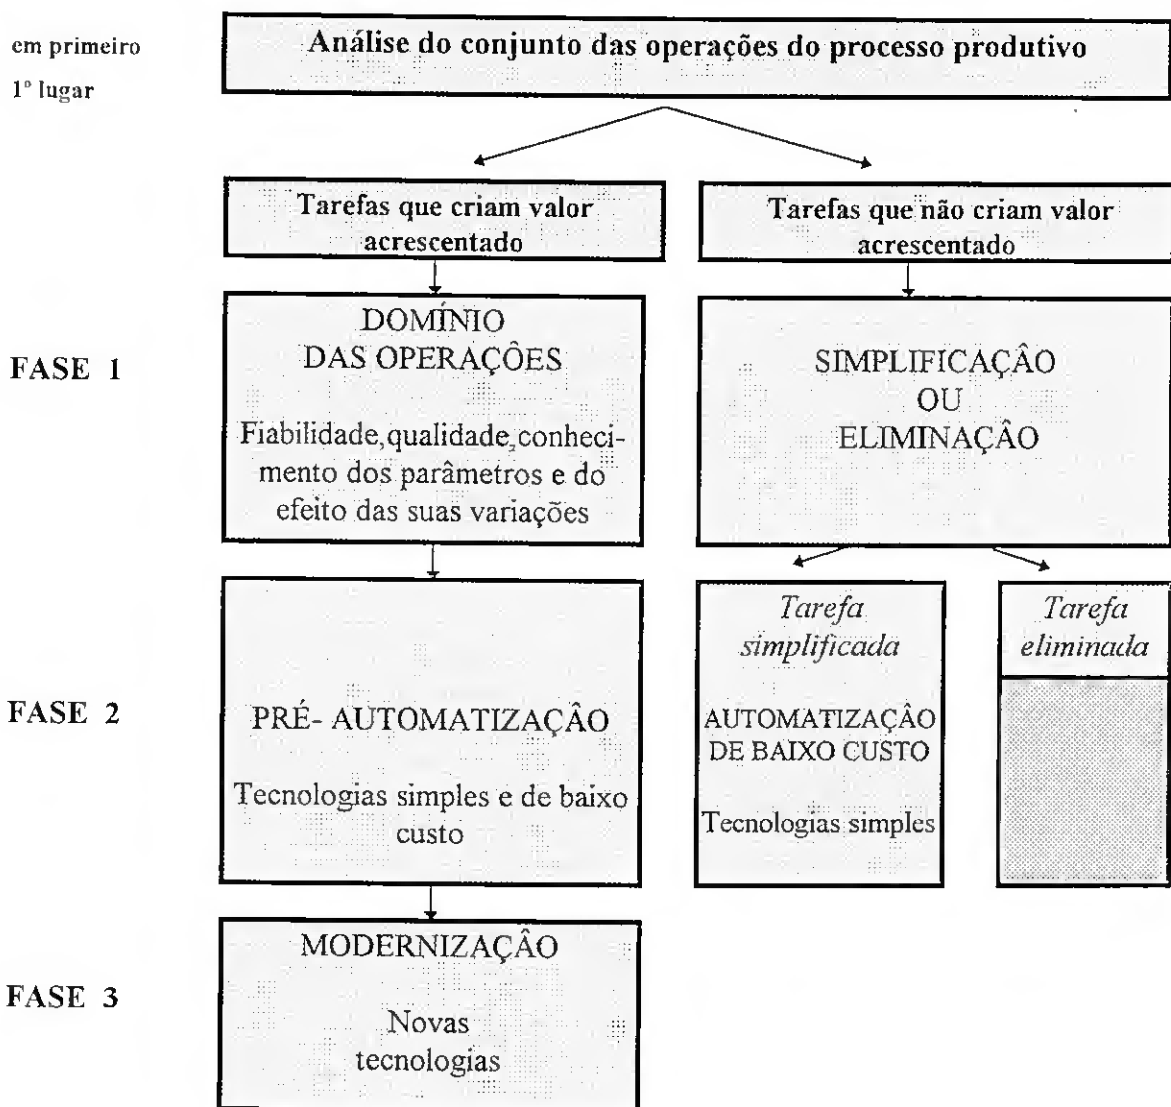 em primeiro
1º lugar
Análise do conjunto das operações do processo produtivo
Tarefas que criam valor
acrescentado
Tarefas que não criam valor
acrescentado
FASE 1
DOMÍNIO
DAS OPERAÇÔES
Fiabilidade,qualidade,conheci-
mento dos parâmetros e do
efeito das suas variações
SIMPLIFICAÇÂO
OU
ELIMINAÇÂO
FASE 2
PRÉ- AUTOMATIZAÇÂO
Tecnologias simples e de baixo
custo
Tarefa
simplificada
AUTOMATIZAÇÂO
DE BAIXO CUSTO
Tecnologias simples
Tarefa
eliminada
FASE 3
MODERNIZAÇÂO
Novas
tecnologias